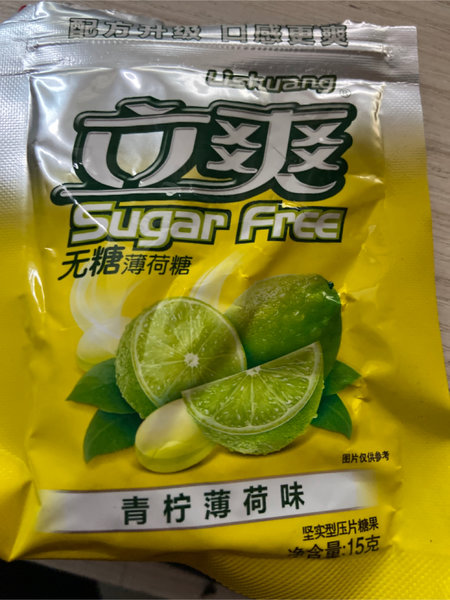 配方升级 口感更爽
Lizkuang
®
立爽
Sugar Free
无糖薄荷糖
图片仅供参考
青柠薄荷味
坚实型压片糖果
净含量:15克